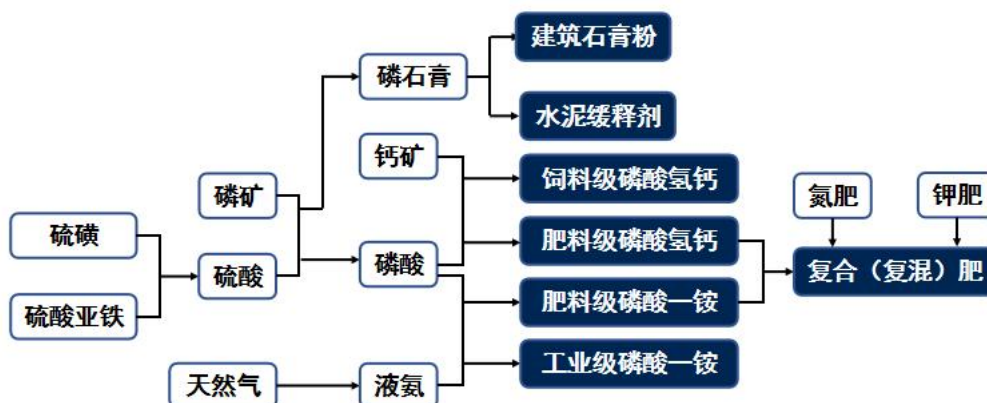 建筑石膏粉
磷石膏
水泥缓释剂
钙矿
磷矿
饲料级磷酸氢钙
氮肥
钾肥
硫磺
硫酸
磷酸
肥料级磷酸氢钙
复合（复混）肥
硫酸亚铁
肥料级磷酸一铵
天然气
液氨
工业级磷酸一铵